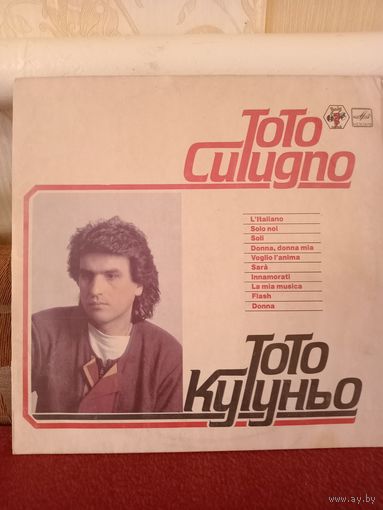 Toto
Cutugno
L'Italiano
Solo noi
Soli
Donna, donna mia
Voglio l'anima
Sarà
Innamorati
La mia musica
Flash
Donna
Тото
Кутуньо
www.ay.by